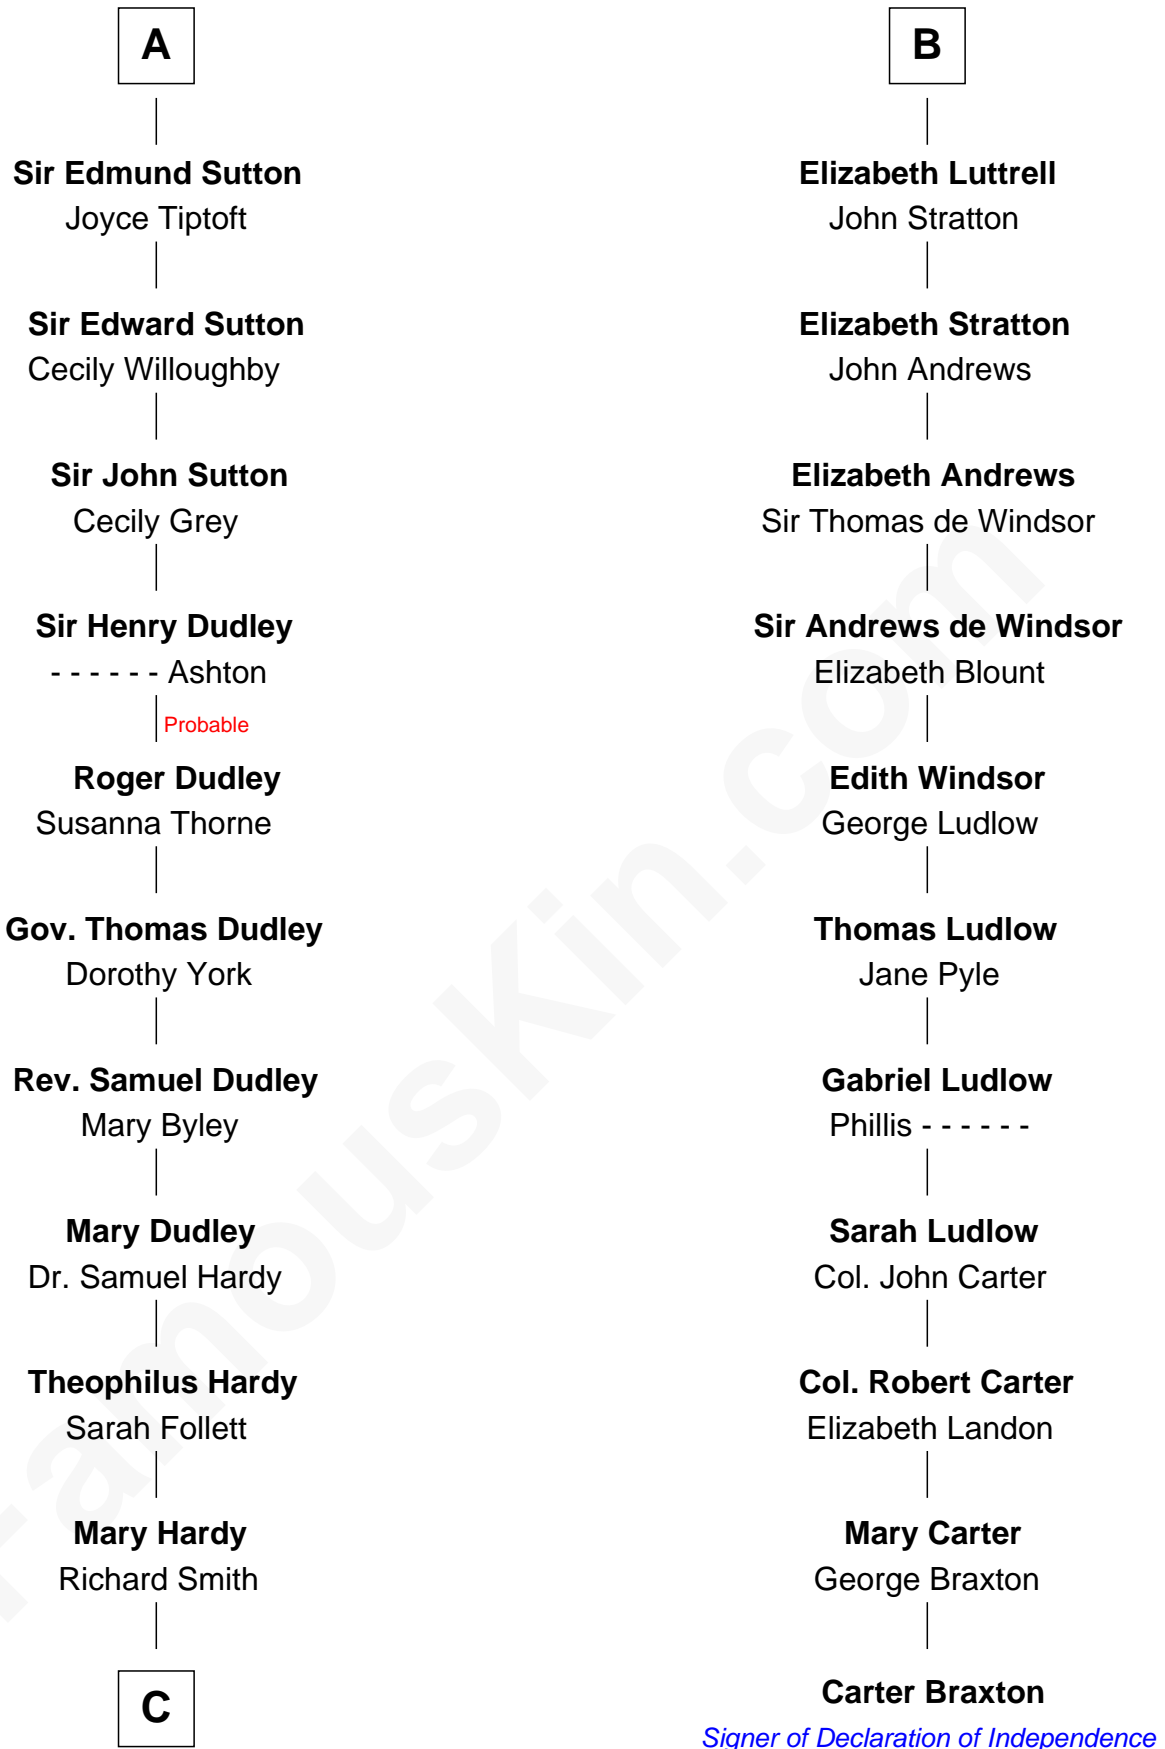 A
Sir Edmund Sutton
Joyce Tiptoft
Sir Edward Sutton
Cecily Willoughby
Sir John Sutton
Cecily Grey
Sir Henry Dudley
- - - - - - Ashton
Probable
Roger Dudley
Susanna Thorne
Gov. Thomas Dudley
Dorothy York
Rev. Samuel Dudley
Mary Byley
Mary Dudley
Dr. Samuel Hardy
Theophilus Hardy
Sarah Follett
Mary Hardy
Richard Smith
C
B
Elizabeth Luttrell
John Stratton
Elizabeth Stratton
John Andrews
Elizabeth Andrews
Sir Thomas de Windsor
Sir Andrews de Windsor
Elizabeth Blount
Edith Windsor
George Ludlow
Thomas Ludlow
Jane Pyle
Gabriel Ludlow
Phillis - - - - - -
Sarah Ludlow
Col. John Carter
Col. Robert Carter
Elizabeth Landon
Mary Carter
George Braxton
Carter Braxton
Signer of Declaration of Independence
FamousKin.com